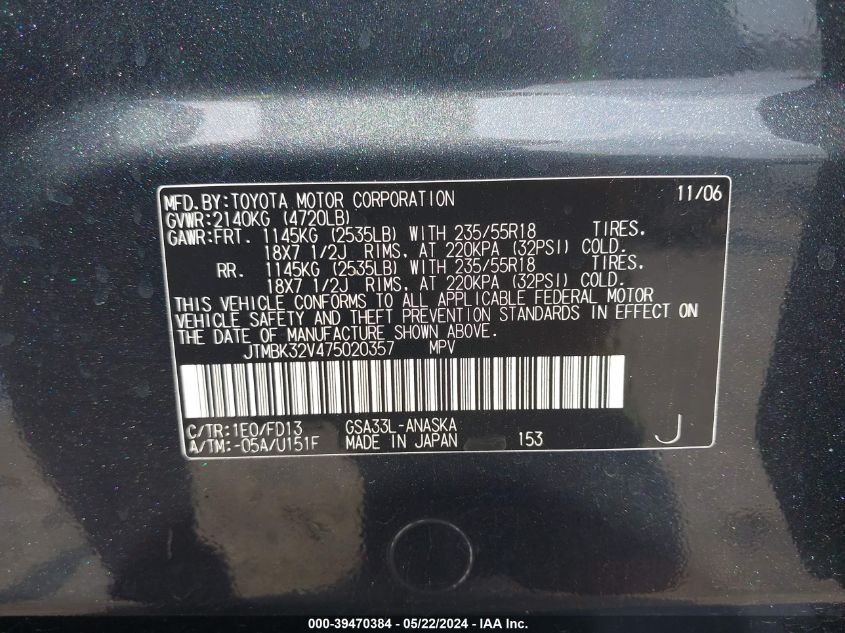 MFD.BY:TOYOTA MOTOR CORPORATION 11/06
GVWR:2140KG (4720LB)
GAWR:FRT. 1145KG (2535LB) WITH 235/55R18 TIRES.
18X7 1/2J RIMS, AT 220KPA (32PSI) COLD.
RR. 1145KG (2535LB) WITH 235/55R18 TIRES.
18X7 1/2J RIMS, AT 220KPA (32PSI) COLD.
THIS VEHICLE CONFORMS TO ALL APPLICABLE FEDERAL MOTOR
VEHICLE SAFETY AND THEFT PREVENTION STANDARDS IN EFFECT ON
THE DATE OF MANUFACTURE SHOWN ABOVE.
JTMBK32V475020357 MPV
C/TR:1E0/FD13 GSA33L-ANASKA
A/TM:-05A/U151F MADE IN JAPAN 153 J
000-39470384 - 05/22/2024 - IAA Inc.